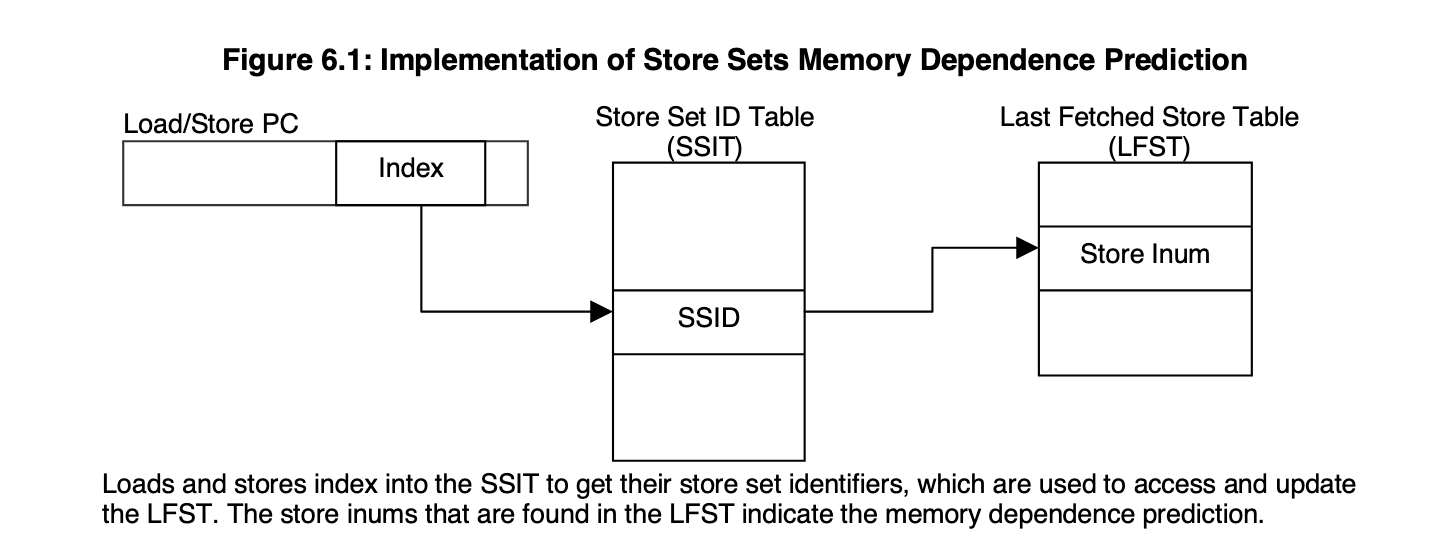 Figure 6.1: Implementation of Store Sets Memory Dependence Prediction
Load/Store PC
Index
Store Set ID Table
(SSIT)
SSID
Last Fetched Store Table
(LFST)
Store Inum
Loads and stores index into the SSIT to get their store set identifiers, which are used to access and update
the LFST. The store inums that are found in the LFST indicate the memory dependence prediction.